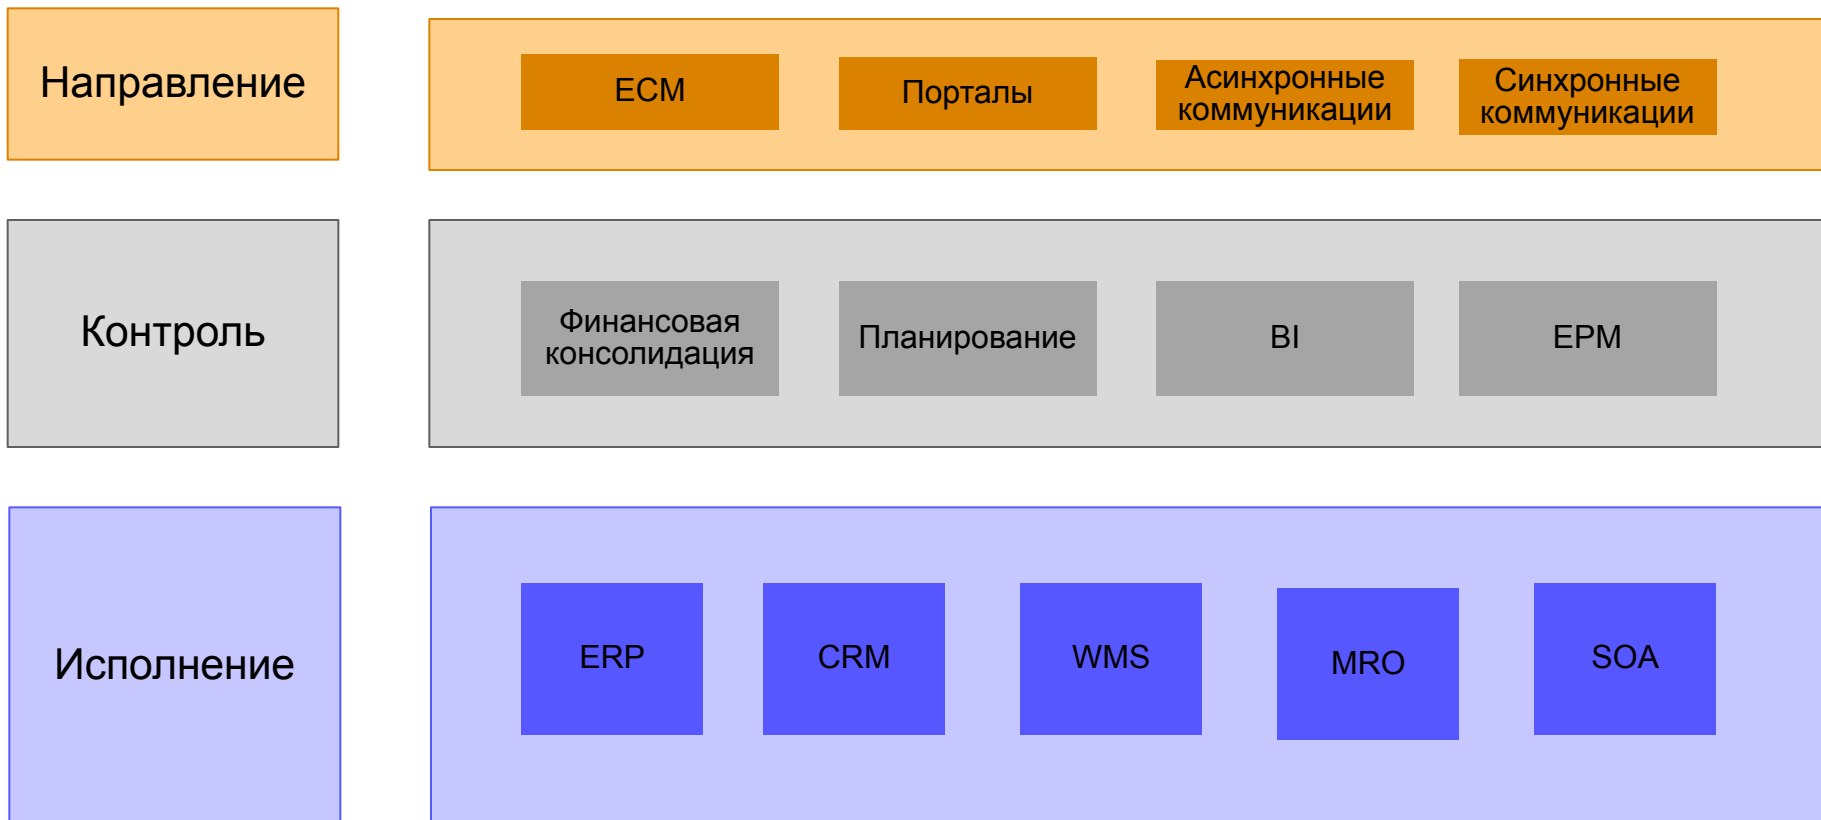 Направление
ECM
Порталы
Асинхронные
коммуникации
Синхронные
коммуникации
Контроль
Финансовая
консолидация
Планирование
BI
EPM
Исполнение
ERP
CRM
WMS
MRO
SOA